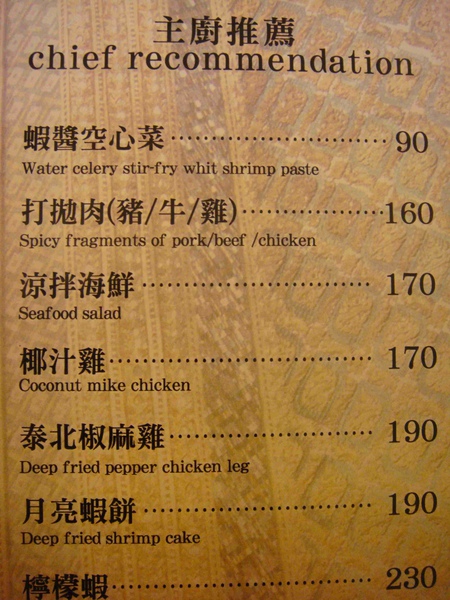 主廚推薦
chief recommendation
蝦醬空心菜 90
Water celery stir-fry whit shrimp paste
打拋肉(豬/牛/雞) 160
Spicy fragments of pork/beef /chicken
涼拌海鮮 170
Seafood salad
椰汁雞 170
Coconut mike chicken
泰北椒麻雞 190
Deep fried pepper chicken leg
月亮蝦餅 190
Deep fried shrimp cake
檸檬蝦 230